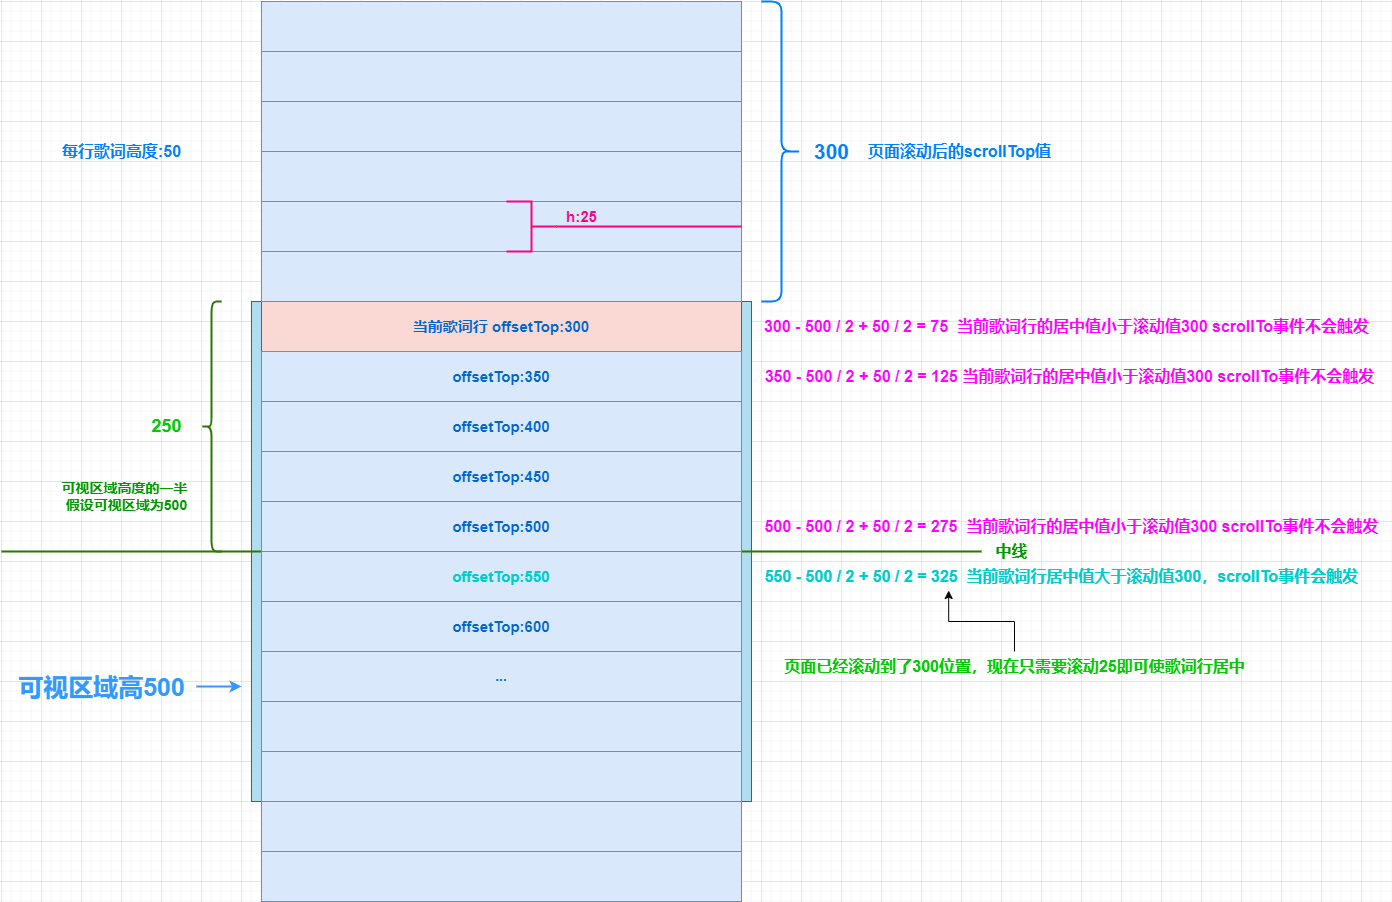 每行歌词高度:50
300 页面滚动后的scrollTop值
h:25
当前歌词行 offsetTop:300
300 - 500 / 2 + 50 / 2 = 75 当前歌词行的居中值小于滚动值300 scrollTo事件不会触发
offsetTop:350
350 - 500 / 2 + 50 / 2 = 125 当前歌词行的居中值小于滚动值300 scrollTo事件不会触发
250
offsetTop:400
offsetTop:450
可视区域高度的一半
假设可视区域为500
offsetTop:500
500 - 500 / 2 + 50 / 2 = 275 当前歌词行的居中值小于滚动值300 scrollTo事件不会触发
中线
offsetTop:550
550 - 500 / 2 + 50 / 2 = 325 当前歌词行居中值大于滚动值300，scrollTo事件会触发
offsetTop:600
页面已经滚动到了300位置，现在只需要滚动25即可使歌词行居中
可视区域高500
...